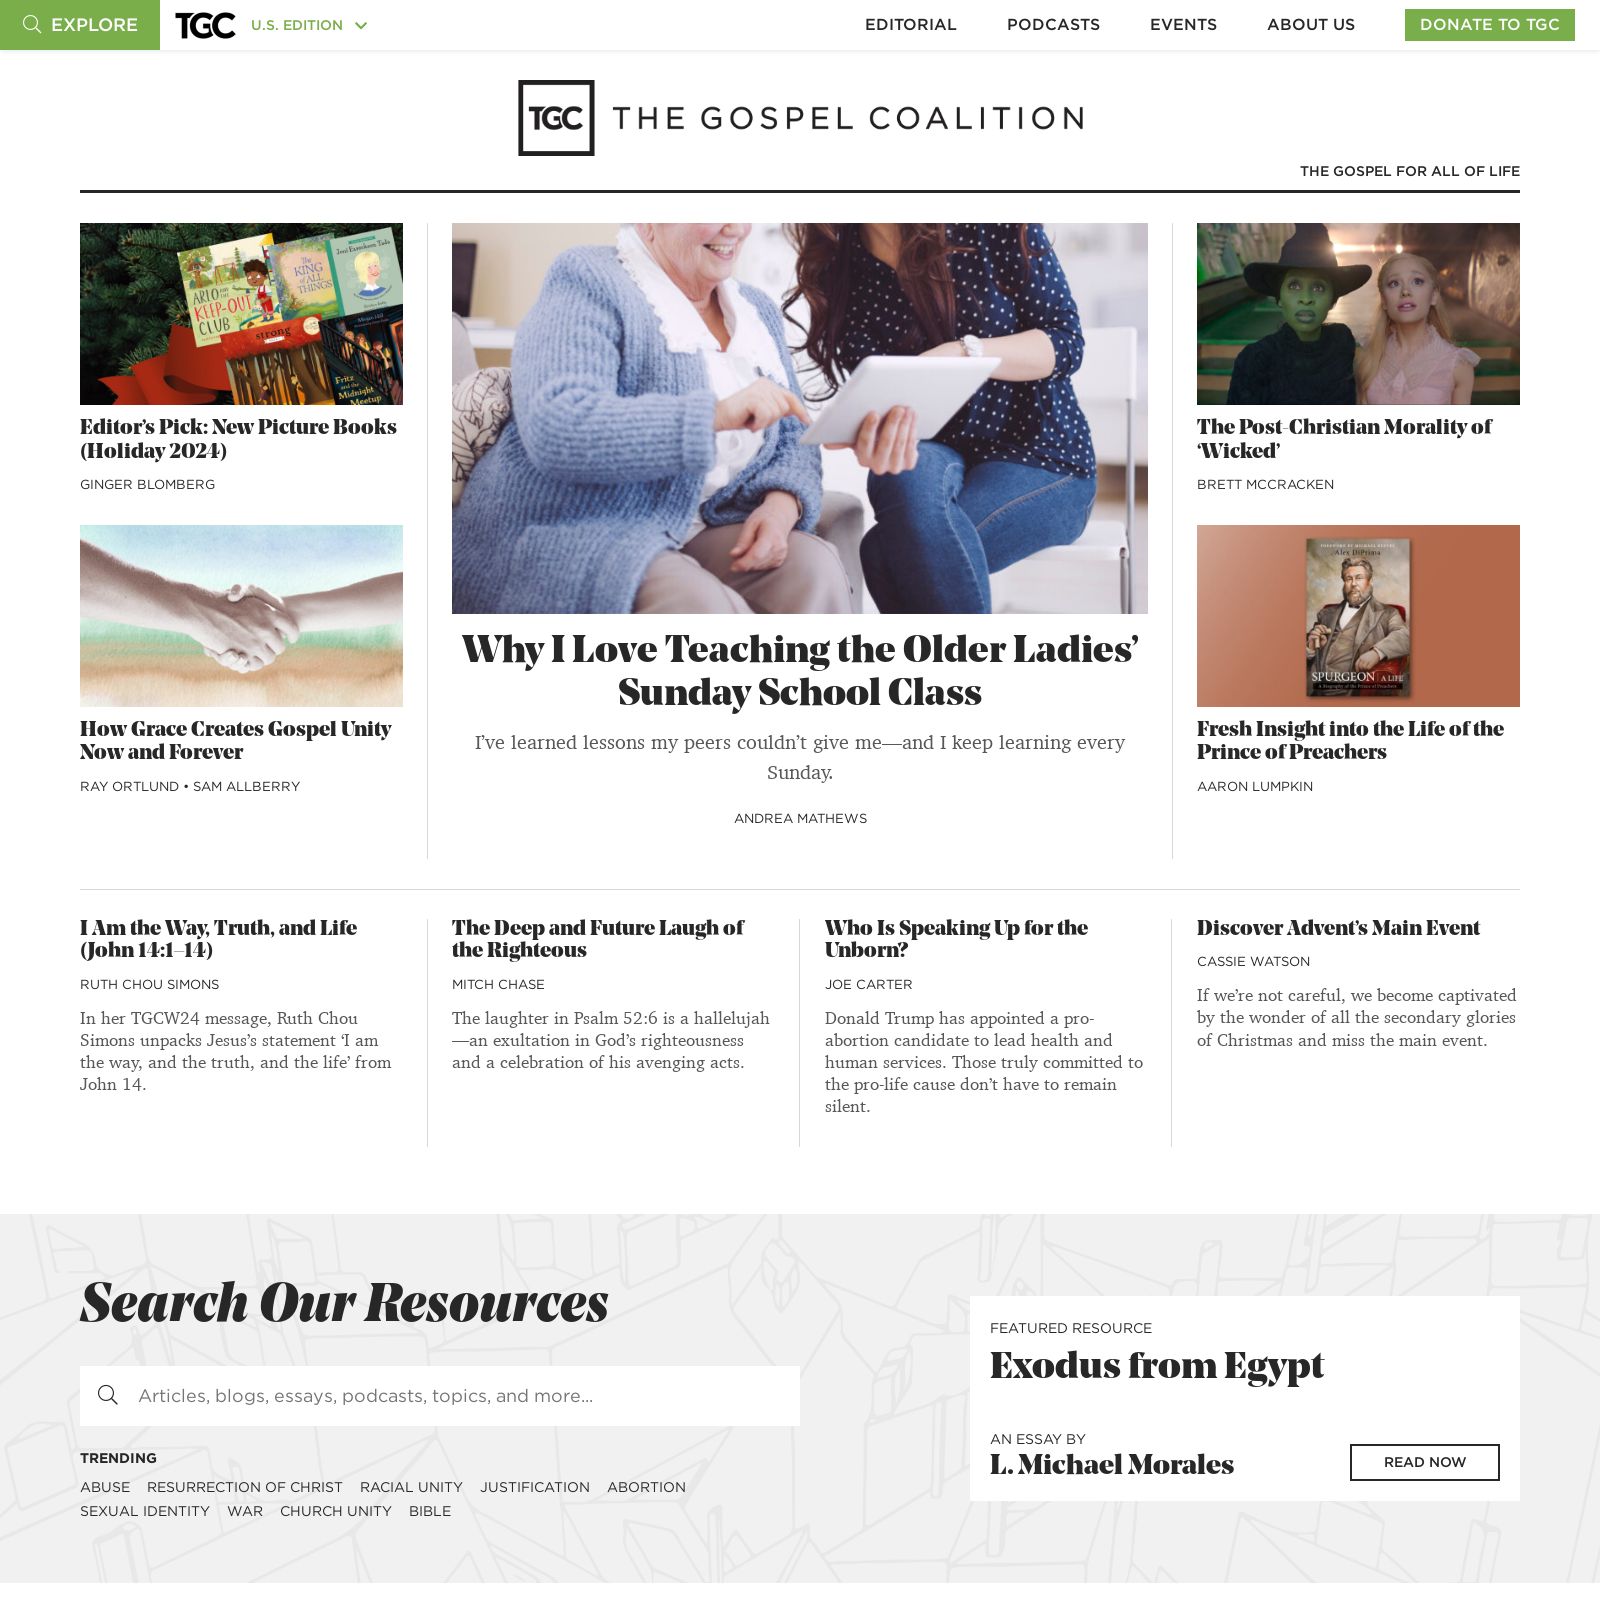 EXPLORE
TGC
U.S. EDITION
EDITORIAL
PODCASTS
EVENTS
ABOUT US
DONATE TO TGC
TGC THE GOSPEL COALITION
THE GOSPEL FOR ALL OF LIFE
ARLO AND THE
KEEP-OUT
CLUB
The
KING
of ALL
THINGS
Joni Eareckson Tada
strong
Fritz
and the
Midnight
Meetup
Editor’s Pick: New Picture Books
(Holiday 2024)
GINGER BLOMBERG
How Grace Creates Gospel Unity
Now and Forever
RAY ORTLUND • SAM ALLBERRY
Why I Love Teaching the Older Ladies’
Sunday School Class
I’ve learned lessons my peers couldn’t give me—and I keep learning every
Sunday.
ANDREA MATHEWS
The Post-Christian Morality of
‘Wicked’
BRETT MCCRACKEN
FOREWORD BY MICHAEL REEVES
Alex DiPrima
SPURGEON A LIFE
A Biography of the Prince of Preachers
Fresh Insight into the Life of the
Prince of Preachers
AARON LUMPKIN
I Am the Way, Truth, and Life
(John 14:1–14)
RUTH CHOU SIMONS
In her TGCW24 message, Ruth Chou
Simons unpacks Jesus’s statement ‘I am
the way, and the truth, and the life’ from
John 14.
The Deep and Future Laugh of
the Righteous
MITCH CHASE
The laughter in Psalm 52:6 is a hallelujah
—an exultation in God’s righteousness
and a celebration of his avenging acts.
Who Is Speaking Up for the
Unborn?
JOE CARTER
Donald Trump has appointed a pro-
abortion candidate to lead health and
human services. Those truly committed to
the pro-life cause don’t have to remain
silent.
Discover Advent’s Main Event
CASSIE WATSON
If we’re not careful, we become captivated
by the wonder of all the secondary glories
of Christmas and miss the main event.
Search Our Resources
Articles, blogs, essays, podcasts, topics, and more...
TRENDING
ABUSE RESURRECTION OF CHRIST RACIAL UNITY JUSTIFICATION ABORTION
SEXUAL IDENTITY WAR CHURCH UNITY BIBLE
FEATURED RESOURCE
Exodus from Egypt
AN ESSAY BY
L. Michael Morales
READ NOW